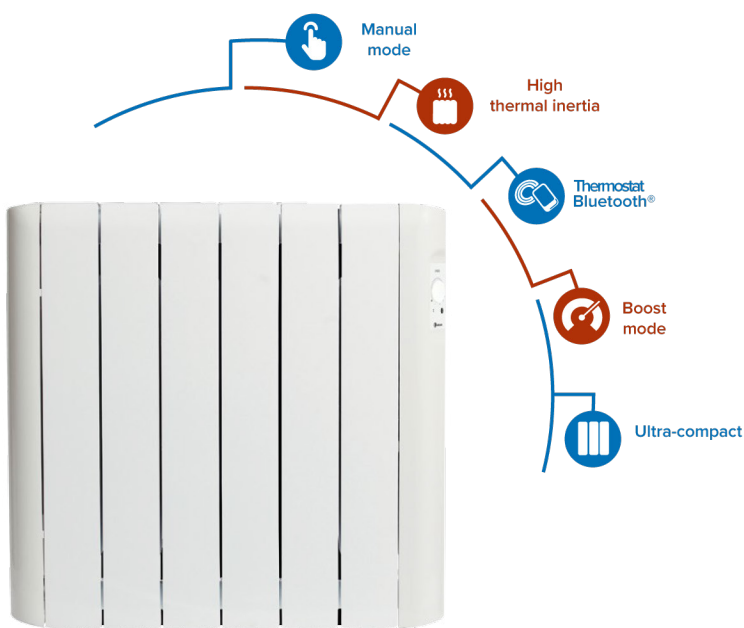 Manual
mode
High
thermal inertia
Thermostat
Bluetooth®
Boost
mode
Ultra-compact